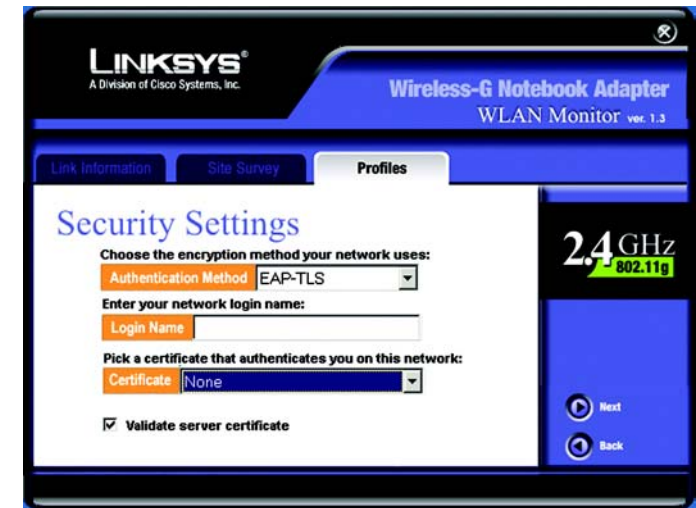 LINKSYS®
A Division of Cisco Systems, Inc.
Wireless-G Notebook Adapter
WLAN Monitor ver. 1.3
Link Information
Site Survey
Profiles
Security Settings
Choose the encryption method your network uses:
Authentication Method EAP-TLS
Enter your network login name:
Login Name
Pick a certificate that authenticates you on this network:
Certificate None
Validate server certificate
2.4 GHz
802.11g
Next
Back